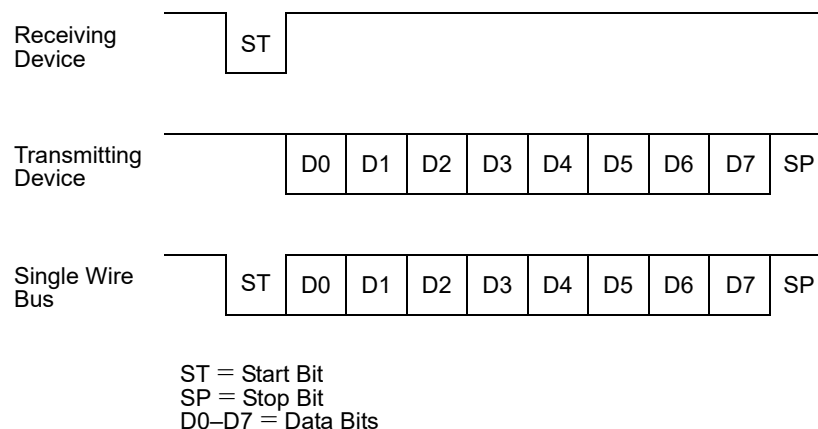 Receiving
Device
ST
Transmitting
Device
D0 D1 D2 D3 D4 D5 D6 D7 SP
Single Wire
Bus
ST D0 D1 D2 D3 D4 D5 D6 D7 SP
ST = Start Bit
SP = Stop Bit
D0–D7 = Data Bits